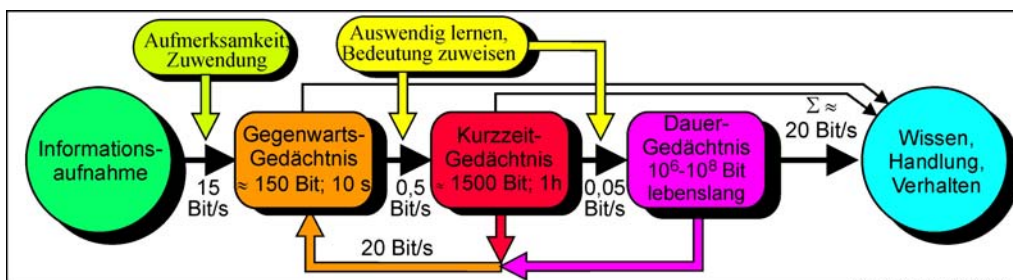 Aufmerksamkeit,
Zuwendung
Auswendig lernen,
Bedeutung zuweisen
Informations-
aufnahme
15
Bit/s
Gegenwarts-
Gedächtnis
≈ 150 Bit; 10 s
0,5
Bit/s
Kurzzeit-
Gedächtnis
≈ 1500 Bit; 1h
0,05
Bit/s
Dauer-
Gedächtnis
10⁶-10⁸ Bit
lebenslang
Σ ≈
20 Bit/s
Wissen,
Handlung,
Verhalten
20 Bit/s